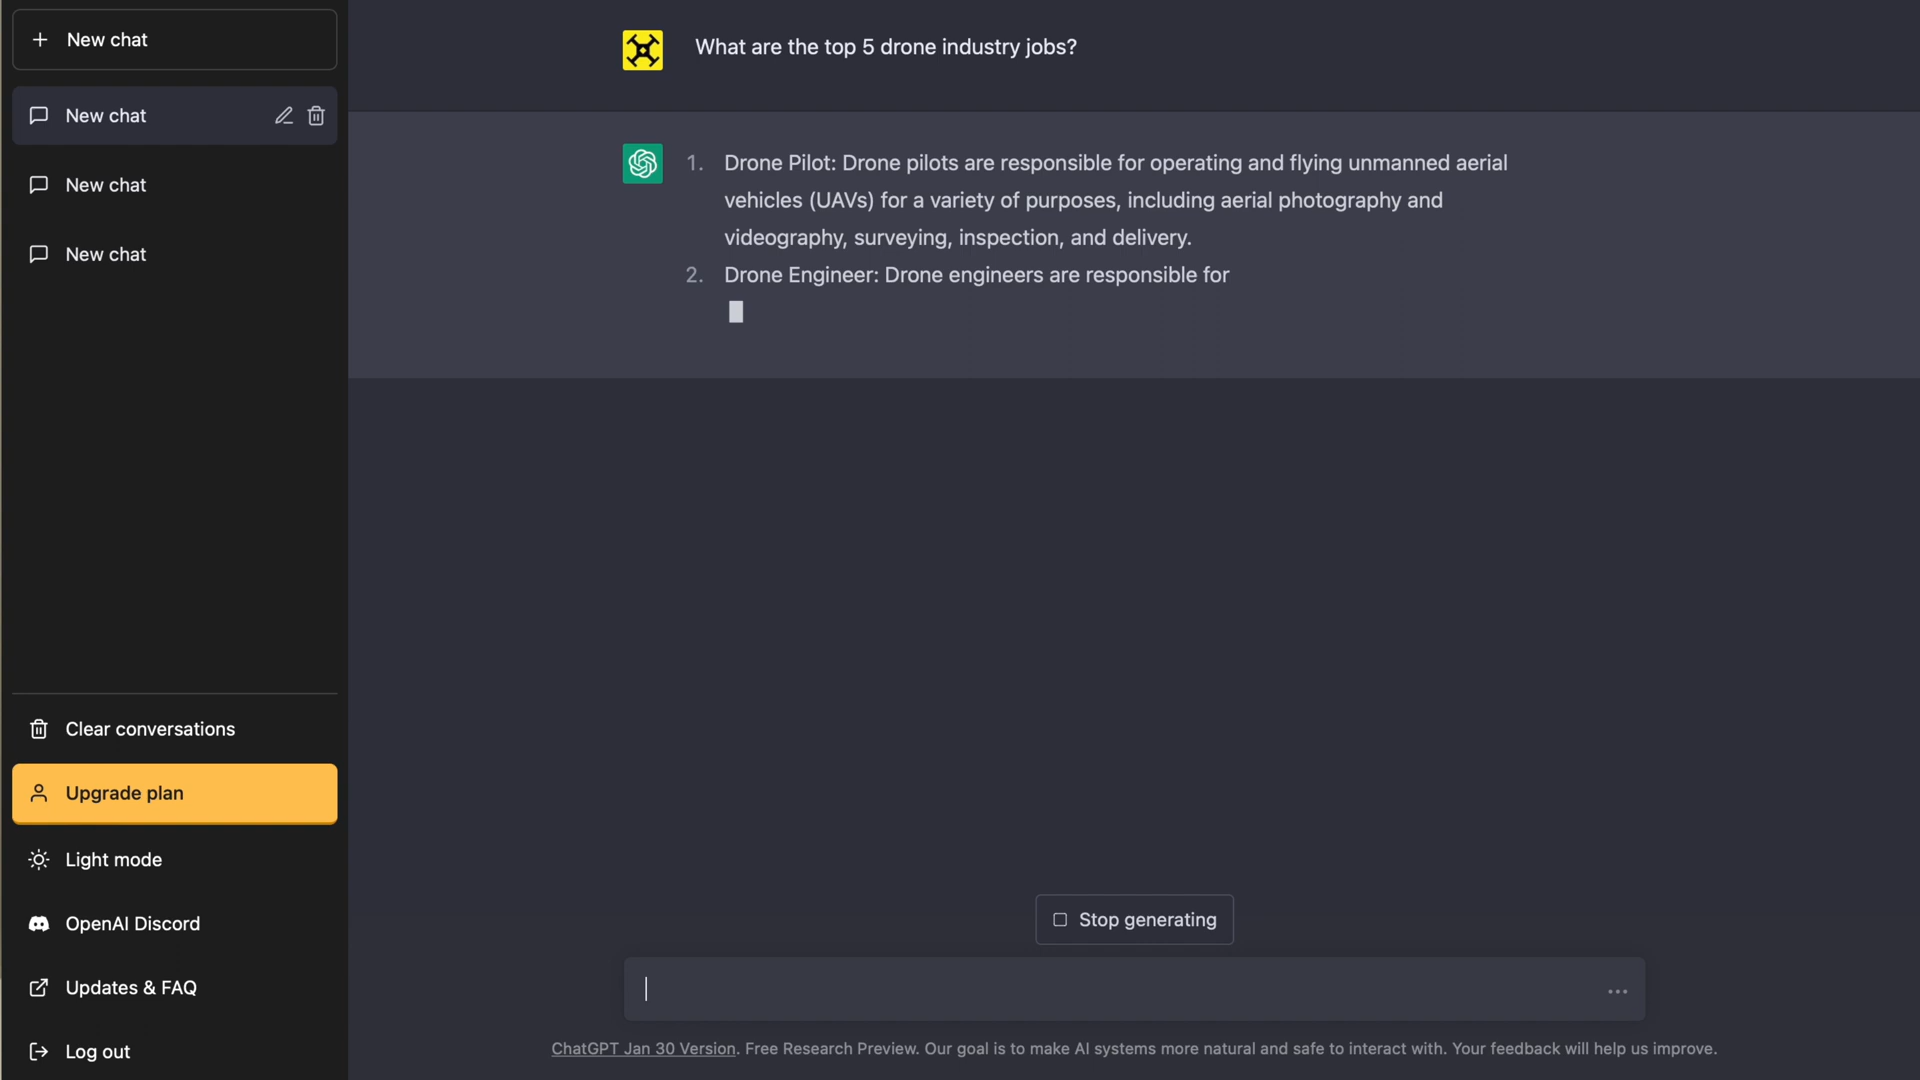 New chat
New chat
New chat
New chat
Clear conversations
Upgrade plan
Light mode
OpenAI Discord
Updates & FAQ
Log out
What are the top 5 drone industry jobs?
1. Drone Pilot: Drone pilots are responsible for operating and flying unmanned aerial
vehicles (UAVs) for a variety of purposes, including aerial photography and
videography, surveying, inspection, and delivery.
2. Drone Engineer: Drone engineers are responsible for
Stop generating
ChatGPT Jan 30 Version. Free Research Preview. Our goal is to make AI systems more natural and safe to interact with. Your feedback will help us improve.